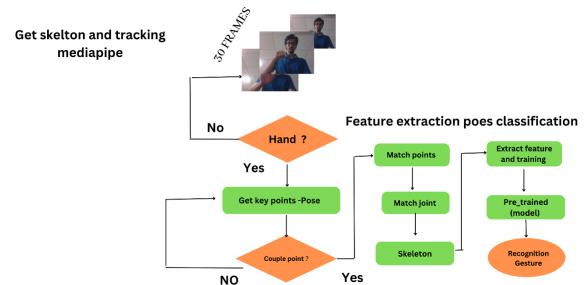 Get skelton and tracking
mediapipe
30 FRAMES
No
Hand ?
Yes
Get key points -Pose
Couple point ?
NO
Yes
Feature extraction poes classification
Match points
Match joint
Skeleton
Extract feature
and training
Pre_trained
(model)
Recognition
Gesture